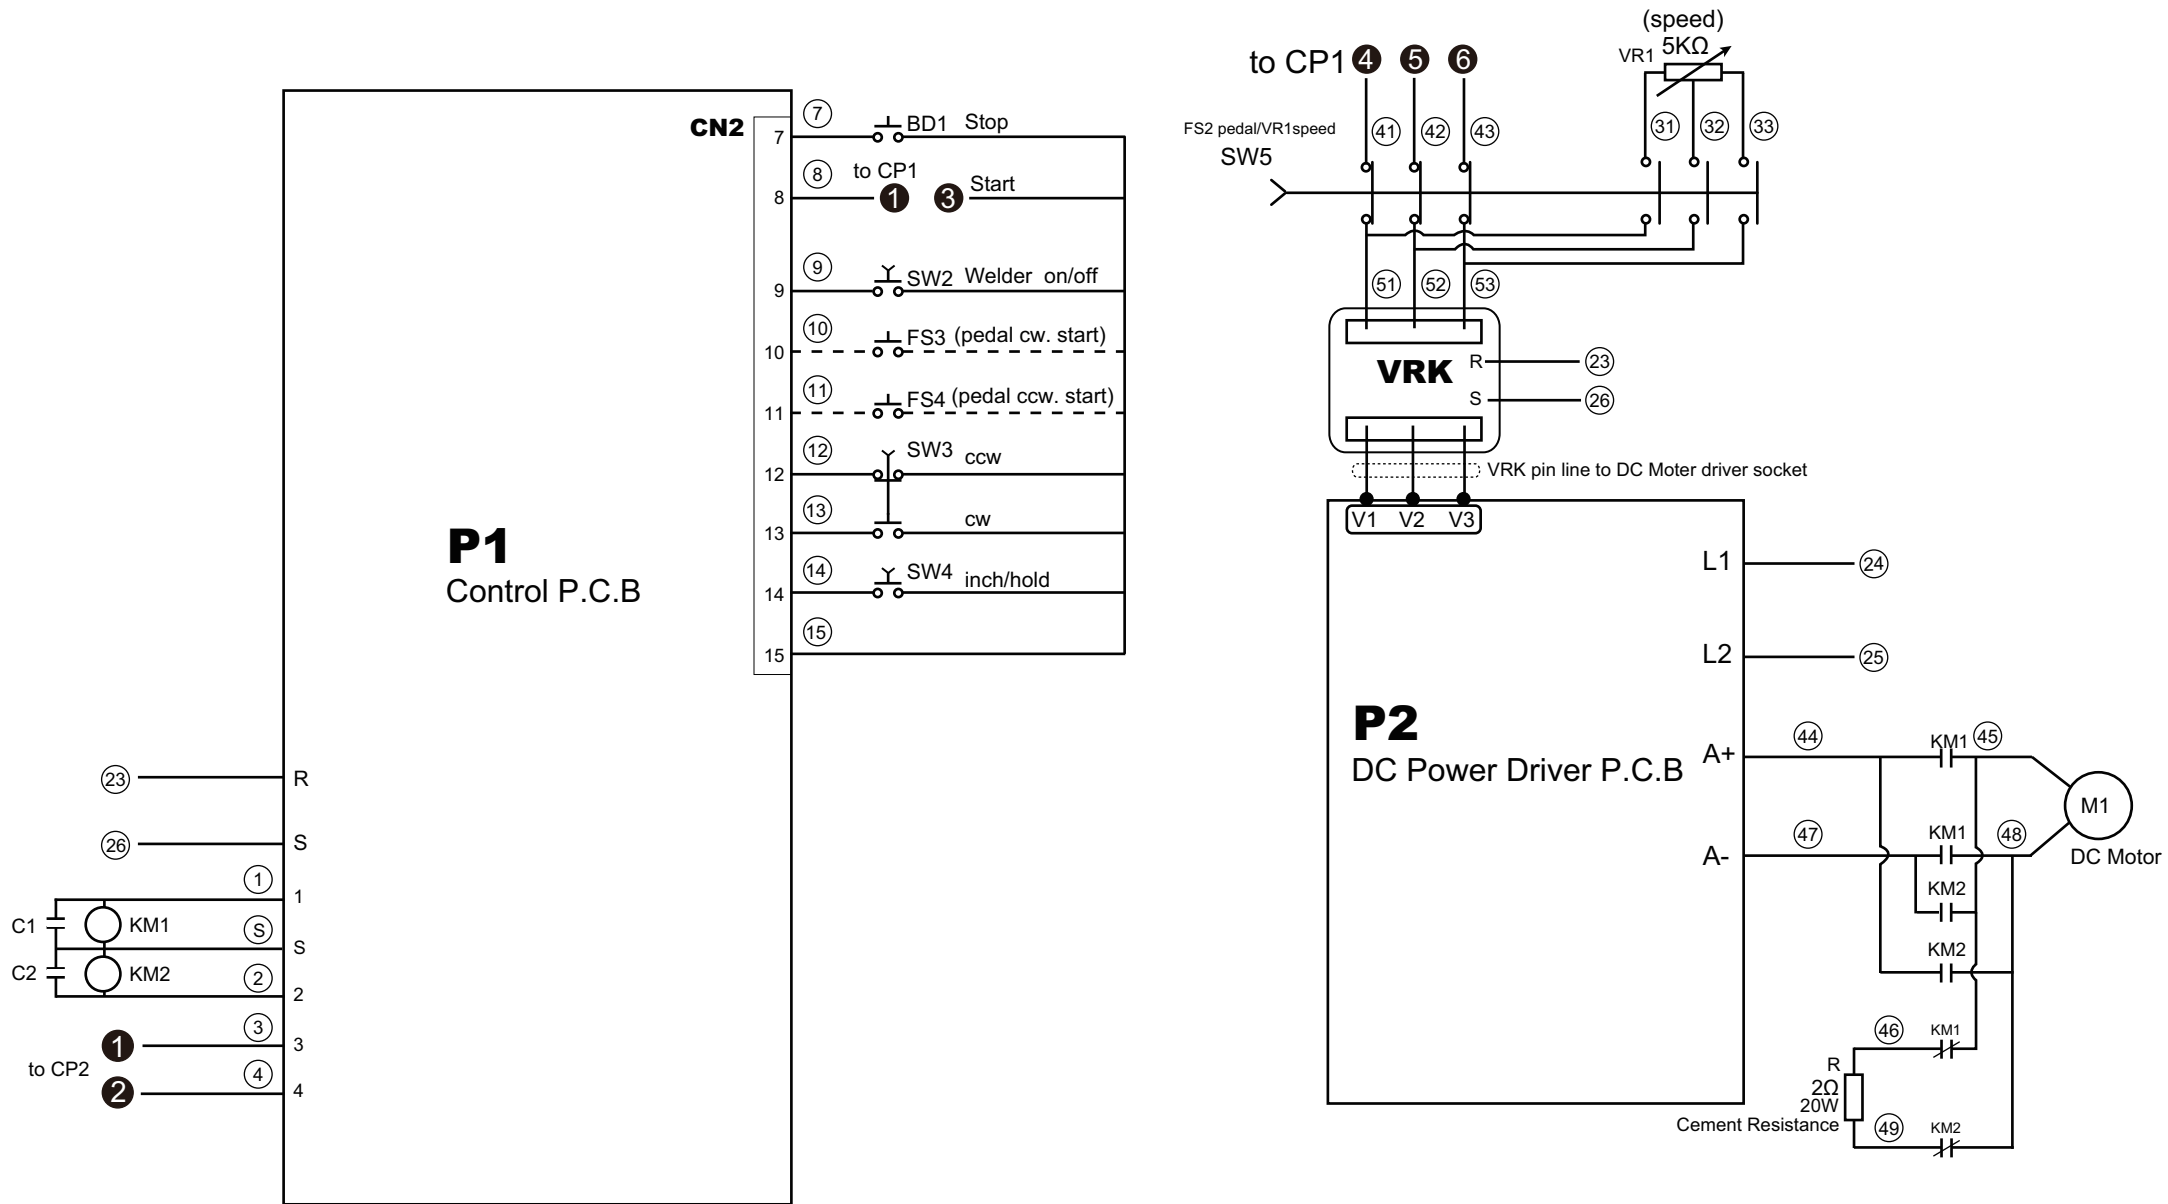 CN2
7
7
BD1 Stop
8
to CP1
8
1 3 Start
9
9
SW2 Welder on/off
10
10
FS3 (pedal cw. start)
11
11
FS4 (pedal ccw. start)
12
12
SW3 ccw
13
13
cw
14
14
SW4 inch/hold
15
15
P1
Control P.C.B
23 R
26 S
1
1
C1 KM1
S
S
C2 KM2
2
2
3
1 3
to CP2
4
2 4
(speed)
VR1 5KΩ
to CP1 4 5 6
FS2 pedal/VR1speed
SW5
41 42 43
31 32 33
51 52 53
VRK
R 23
S 26
VRK pin line to DC Moter driver socket
V1 V2 V3
L1 24
L2 25
P2
DC Power Driver P.C.B
A+ 44 KM1 45
M1
DC Motor
A- 47 KM1 48
KM2
KM2
46 KM1
R
2Ω
20W
Cement Resistance
49 KM2